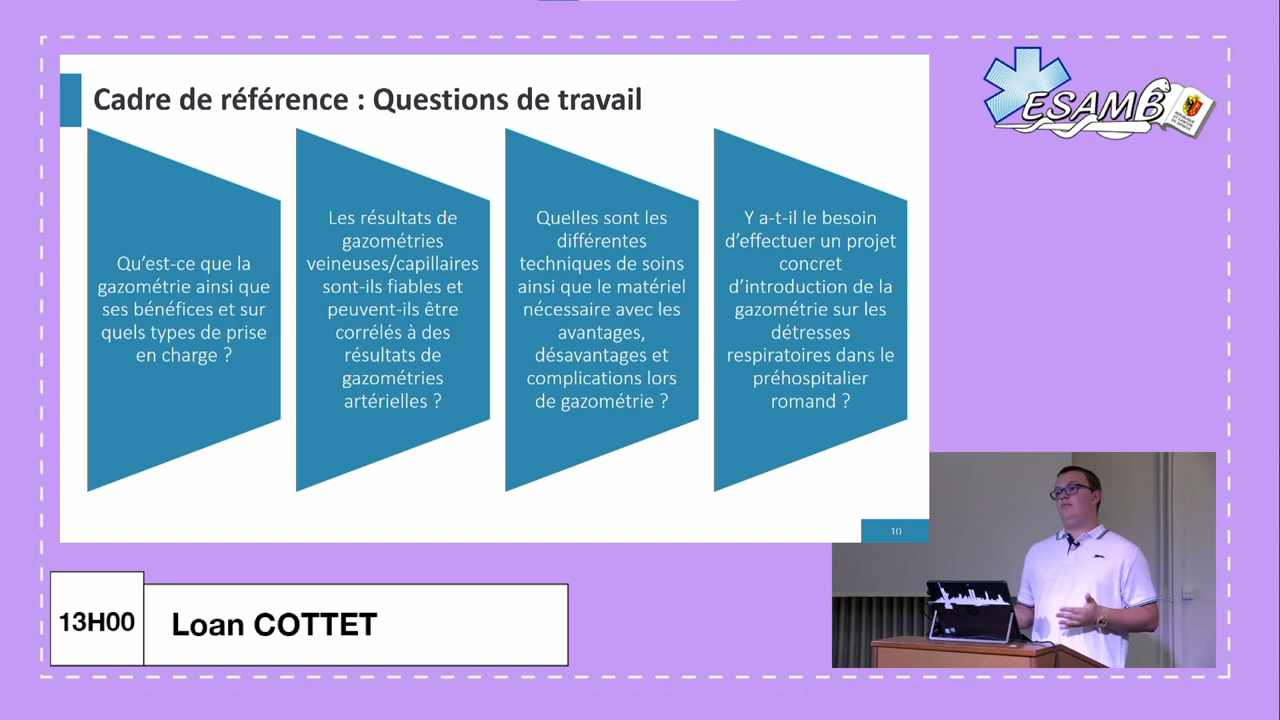 Cadre de référence : Questions de travail
Qu’est-ce que la
gazométrie ainsi que
ses bénéfices et sur
quels types de prise
en charge ?
Les résultats de
gazométries
veineuses/capillaires
sont-ils fiables et
peuvent-ils être
corrélés à des
résultats de
gazométries
artérielles ?
Quelles sont les
différentes
techniques de soins
ainsi que le matériel
nécessaire avec les
avantages,
désavantages et
complications lors
de gazométrie ?
Y a-t-il le besoin
d’effectuer un projet
concret
d’introduction de la
gazométrie sur les
détresses
respiratoires dans le
préhospitalier
romand ?
10
ESAMB
13H00
Loan COTTET